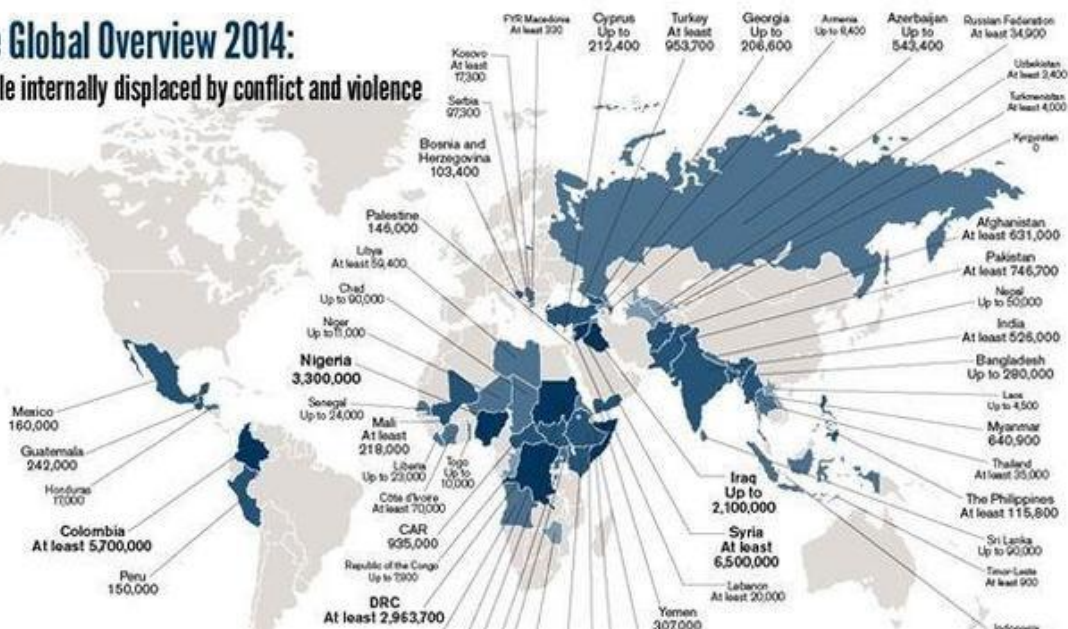 Global Overview 2014:
le internally displaced by conflict and violence
FYR Macedonia
Cyprus
Up to
212,400
Turkey
At least
953,700
Georgia
Up to
206,600
Armenia
Up to 8,400
Azerbaijan
Up to
543,400
Russian Federation
At least 34,900
Uzbekistan
At least 3,400
Turkmenistan
At least 4,000
Kyrgyzstan
0
Kosovo
At least
17,300
Serbia
97,300
Bosnia and
Herzegovina
103,400
Palestine
146,000
Libya
At least 59,400
Chad
Up to 90,000
Niger
Up to 11,000
Nigeria
3,300,000
Senegal
Up to 24,000
Mali
At least
218,000
Liberia
Up to 23,000
Togo
Up to
10,000
Côte d'Ivoire
At least 70,000
CAR
935,000
Republic of the Congo
Up to 7,800
DRC
At least 2,963,700
Mexico
160,000
Guatemala
242,000
Honduras
17,000
Colombia
At least 5,700,000
Peru
150,000
Afghanistan
At least 631,000
Pakistan
At least 746,700
Nepal
Up to 50,000
India
At least 526,000
Bangladesh
Up to 280,000
Laos
Up to 4,500
Myanmar
640,900
Thailand
At least 35,000
The Philippines
At least 115,800
Sri Lanka
Up to 90,000
Timor-Leste
At least 900
Iraq
Up to
2,100,000
Syria
At least
6,500,000
Lebanon
At least 20,000
Yemen
307,000